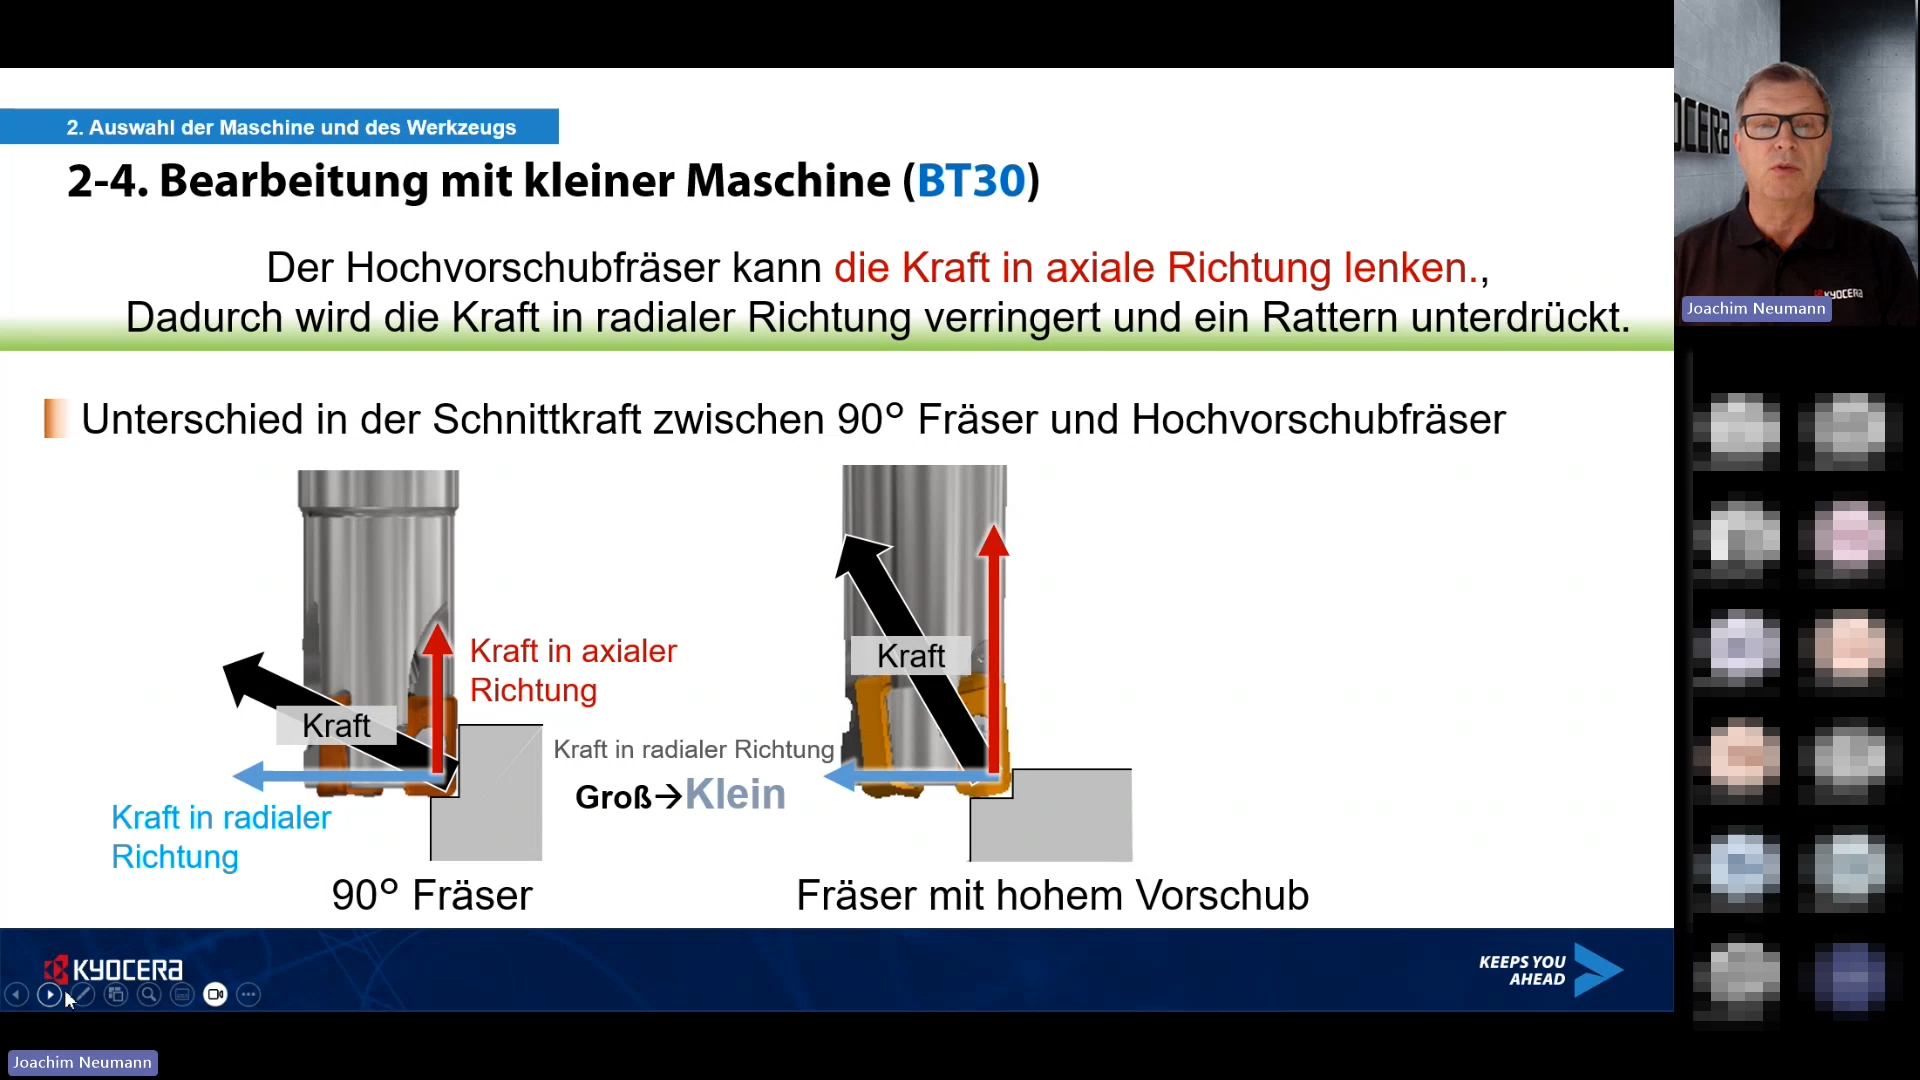 2. Auswahl der Maschine und des Werkzeugs
2-4. Bearbeitung mit kleiner Maschine (BT30)
Der Hochvorschubfräser kann die Kraft in axiale Richtung lenken.,
Dadurch wird die Kraft in radialer Richtung verringert und ein Rattern unterdrückt.
Unterschied in der Schnittkraft zwischen 90° Fräser und Hochvorschubfräser
Kraft in axialer
Richtung
Kraft
Kraft in radialer
Richtung
90° Fräser
Kraft in radialer Richtung
Groß→Klein
Kraft
Fräser mit hohem Vorschub
KYOCERA
KEEPS YOU
AHEAD
OCERA
KYOCERA
Joachim Neumann
Joachim Neumann